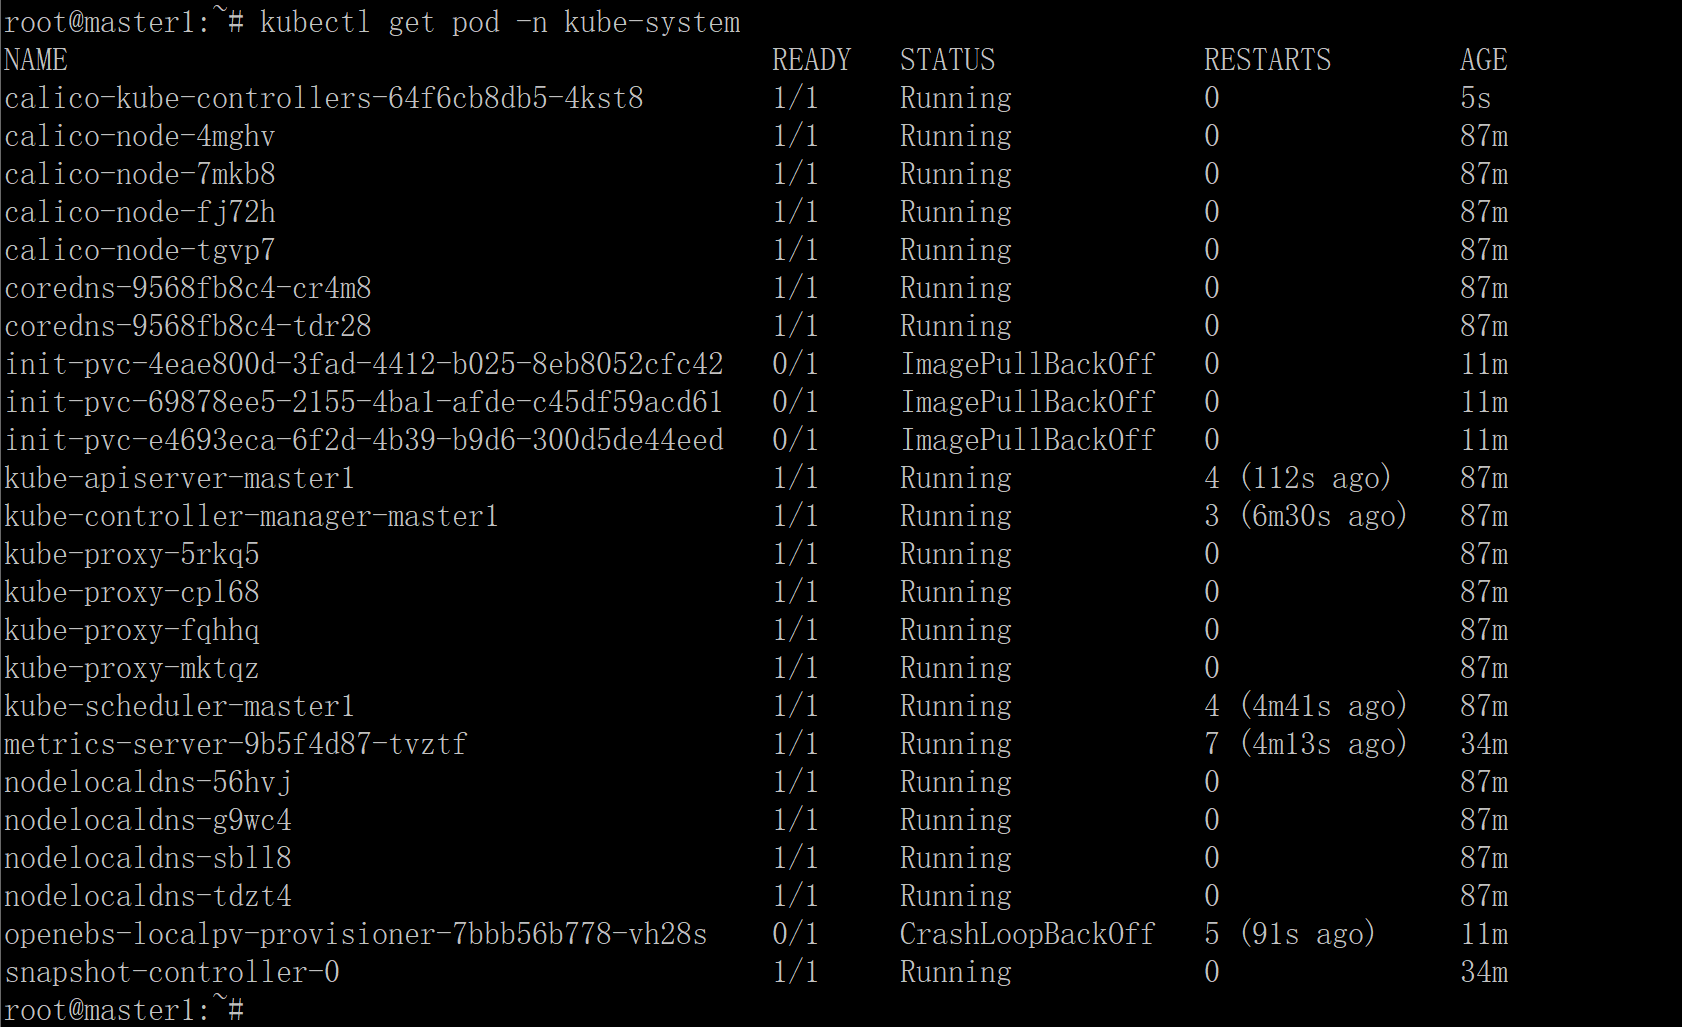 root@master1:~# kubectl get pod -n kube-system
NAME READY STATUS RESTARTS AGE
calico-kube-controllers-64f6cb8db5-4kst8 1/1 Running 0 5s
calico-node-4mghv 1/1 Running 0 87m
calico-node-7mkb8 1/1 Running 0 87m
calico-node-fj72h 1/1 Running 0 87m
calico-node-tgvp7 1/1 Running 0 87m
coredns-9568fb8c4-cr4m8 1/1 Running 0 87m
coredns-9568fb8c4-tdr28 1/1 Running 0 87m
init-pvc-4eae800d-3fad-4412-b025-8eb8052cfc42 0/1 ImagePullBackOff 0 11m
init-pvc-69878ee5-2155-4ba1-afde-c45df59acd61 0/1 ImagePullBackOff 0 11m
init-pvc-e4693eca-6f2d-4b39-b9d6-300d5de44eed 0/1 ImagePullBackOff 0 11m
kube-apiserver-master1 1/1 Running 4 (112s ago) 87m
kube-controller-manager-master1 1/1 Running 3 (6m30s ago) 87m
kube-proxy-5rkq5 1/1 Running 0 87m
kube-proxy-cpl68 1/1 Running 0 87m
kube-proxy-fqhhq 1/1 Running 0 87m
kube-proxy-mktqz 1/1 Running 0 87m
kube-scheduler-master1 1/1 Running 4 (4m41s ago) 87m
metrics-server-9b5f4d87-tvztf 1/1 Running 7 (4m13s ago) 34m
nodelocaldns-56hvj 1/1 Running 0 87m
nodelocaldns-g9wc4 1/1 Running 0 87m
nodelocaldns-sbll8 1/1 Running 0 87m
nodelocaldns-tdzt4 1/1 Running 0 87m
openebs-localpv-provisioner-7bbb56b778-vh28s 0/1 CrashLoopBackOff 5 (91s ago) 11m
snapshot-controller-0 1/1 Running 0 34m
root@master1:~#